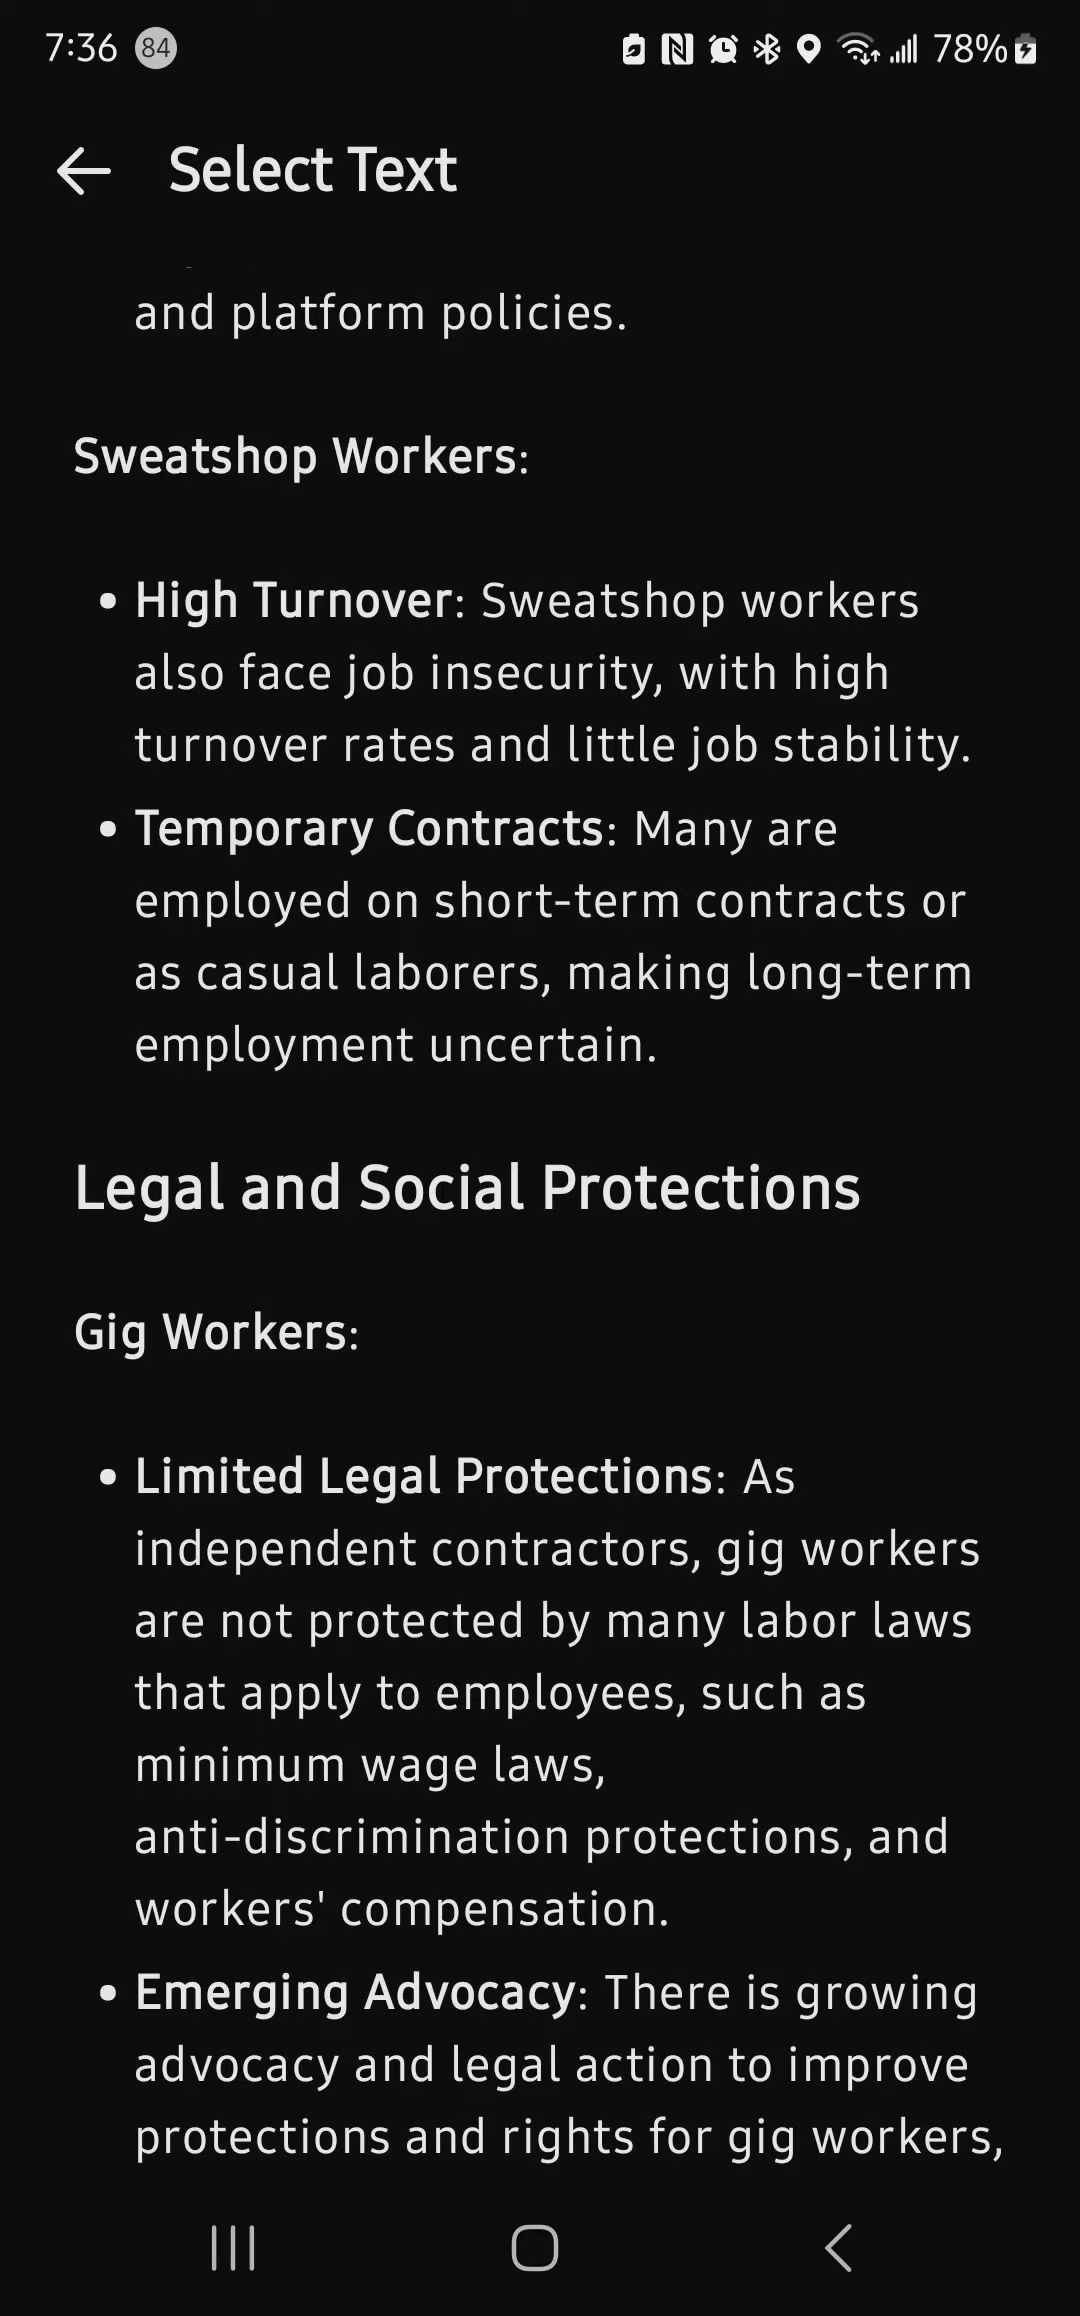 7:36 84 78%
Select Text
and platform policies.
Sweatshop Workers:
• High Turnover: Sweatshop workers
also face job insecurity, with high
turnover rates and little job stability.
• Temporary Contracts: Many are
employed on short-term contracts or
as casual laborers, making long-term
employment uncertain.
Legal and Social Protections
Gig Workers:
• Limited Legal Protections: As
independent contractors, gig workers
are not protected by many labor laws
that apply to employees, such as
minimum wage laws,
anti-discrimination protections, and
workers' compensation.
• Emerging Advocacy: There is growing
advocacy and legal action to improve
protections and rights for gig workers,